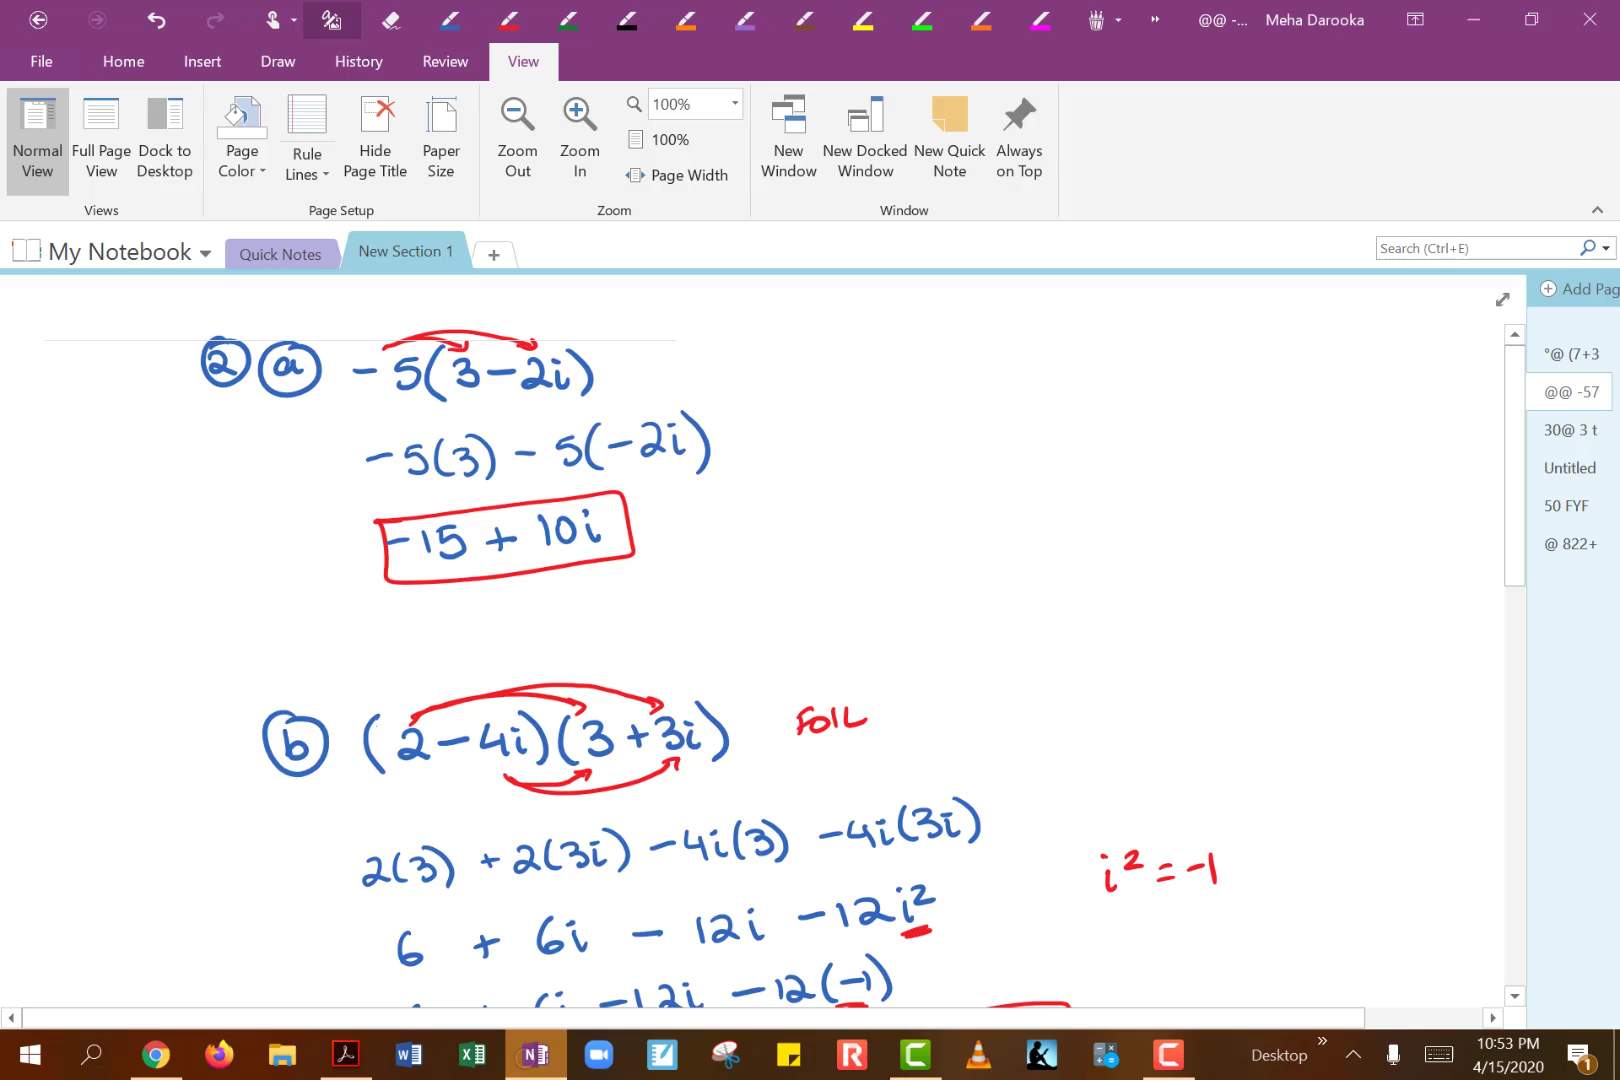 @@ -...
Meha Darooka
File
Home
Insert
Draw
History
Review
View
Normal View
Full Page View
Dock to Desktop
Page Color
Rule Lines
Hide Page Title
Paper Size
Zoom Out
Zoom In
100%
100%
Page Width
New Window
New Docked Window
New Quick Note
Always on Top
Views
Page Setup
Zoom
Window
My Notebook
Quick Notes
New Section 1
+
Search (Ctrl+E)
Add Pag
°@ (7+3
@@ -57
30@ 3 t
Untitled
50 FYF
@ 822+
2 a -5(3-2i)
-5(3) - 5(-2i)
-15 + 10i
b (2-4i)(3+3i) FOIL
2(3) + 2(3i) -4i(3) -4i(3i)
i² = -1
6 + 6i - 12i - 12i²
-12i -12(-1)
Desktop
10:53 PM
4/15/2020
1